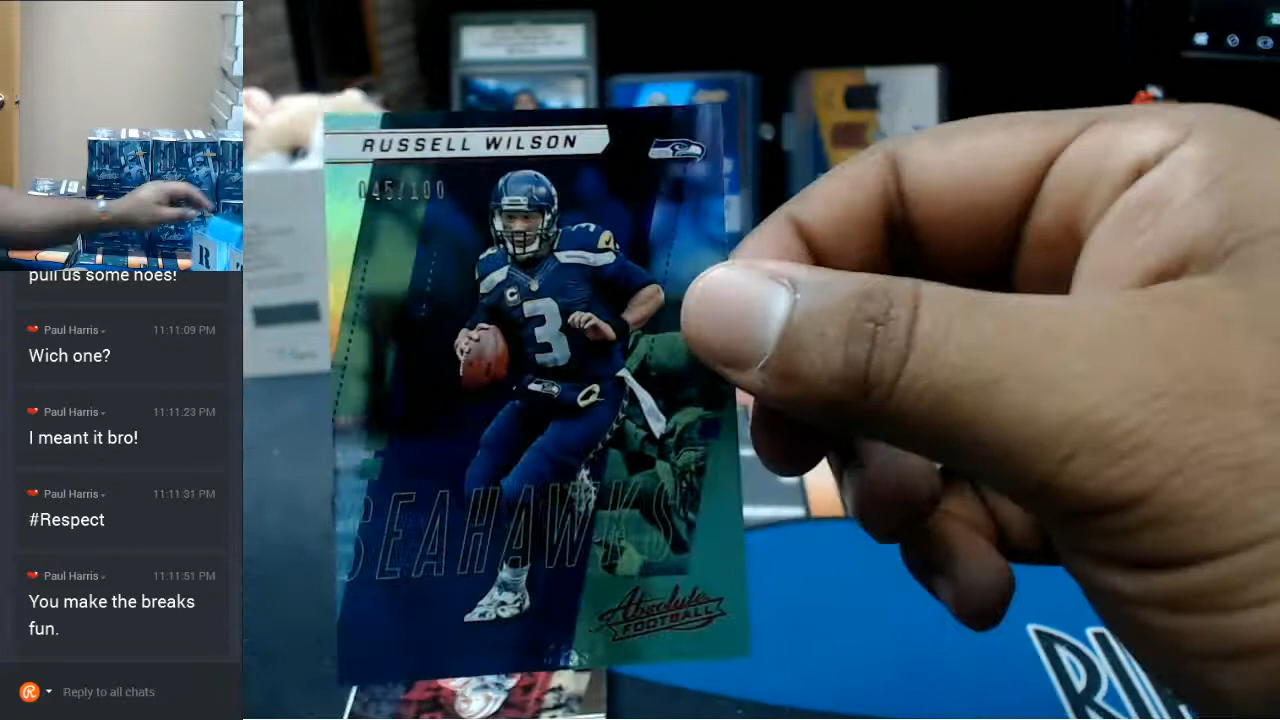 pull us some hoes!
Paul Harris 11:11:09 PM
Wich one?
Paul Harris 11:11:23 PM
I meant it bro!
Paul Harris 11:11:31 PM
#Respect
Paul Harris 11:11:51 PM
You make the breaks
fun.
Reply to all chats
RUSSELL WILSON
045/100
3
3
C
SEAHAWKS
Absolute
FOOTBALL
R